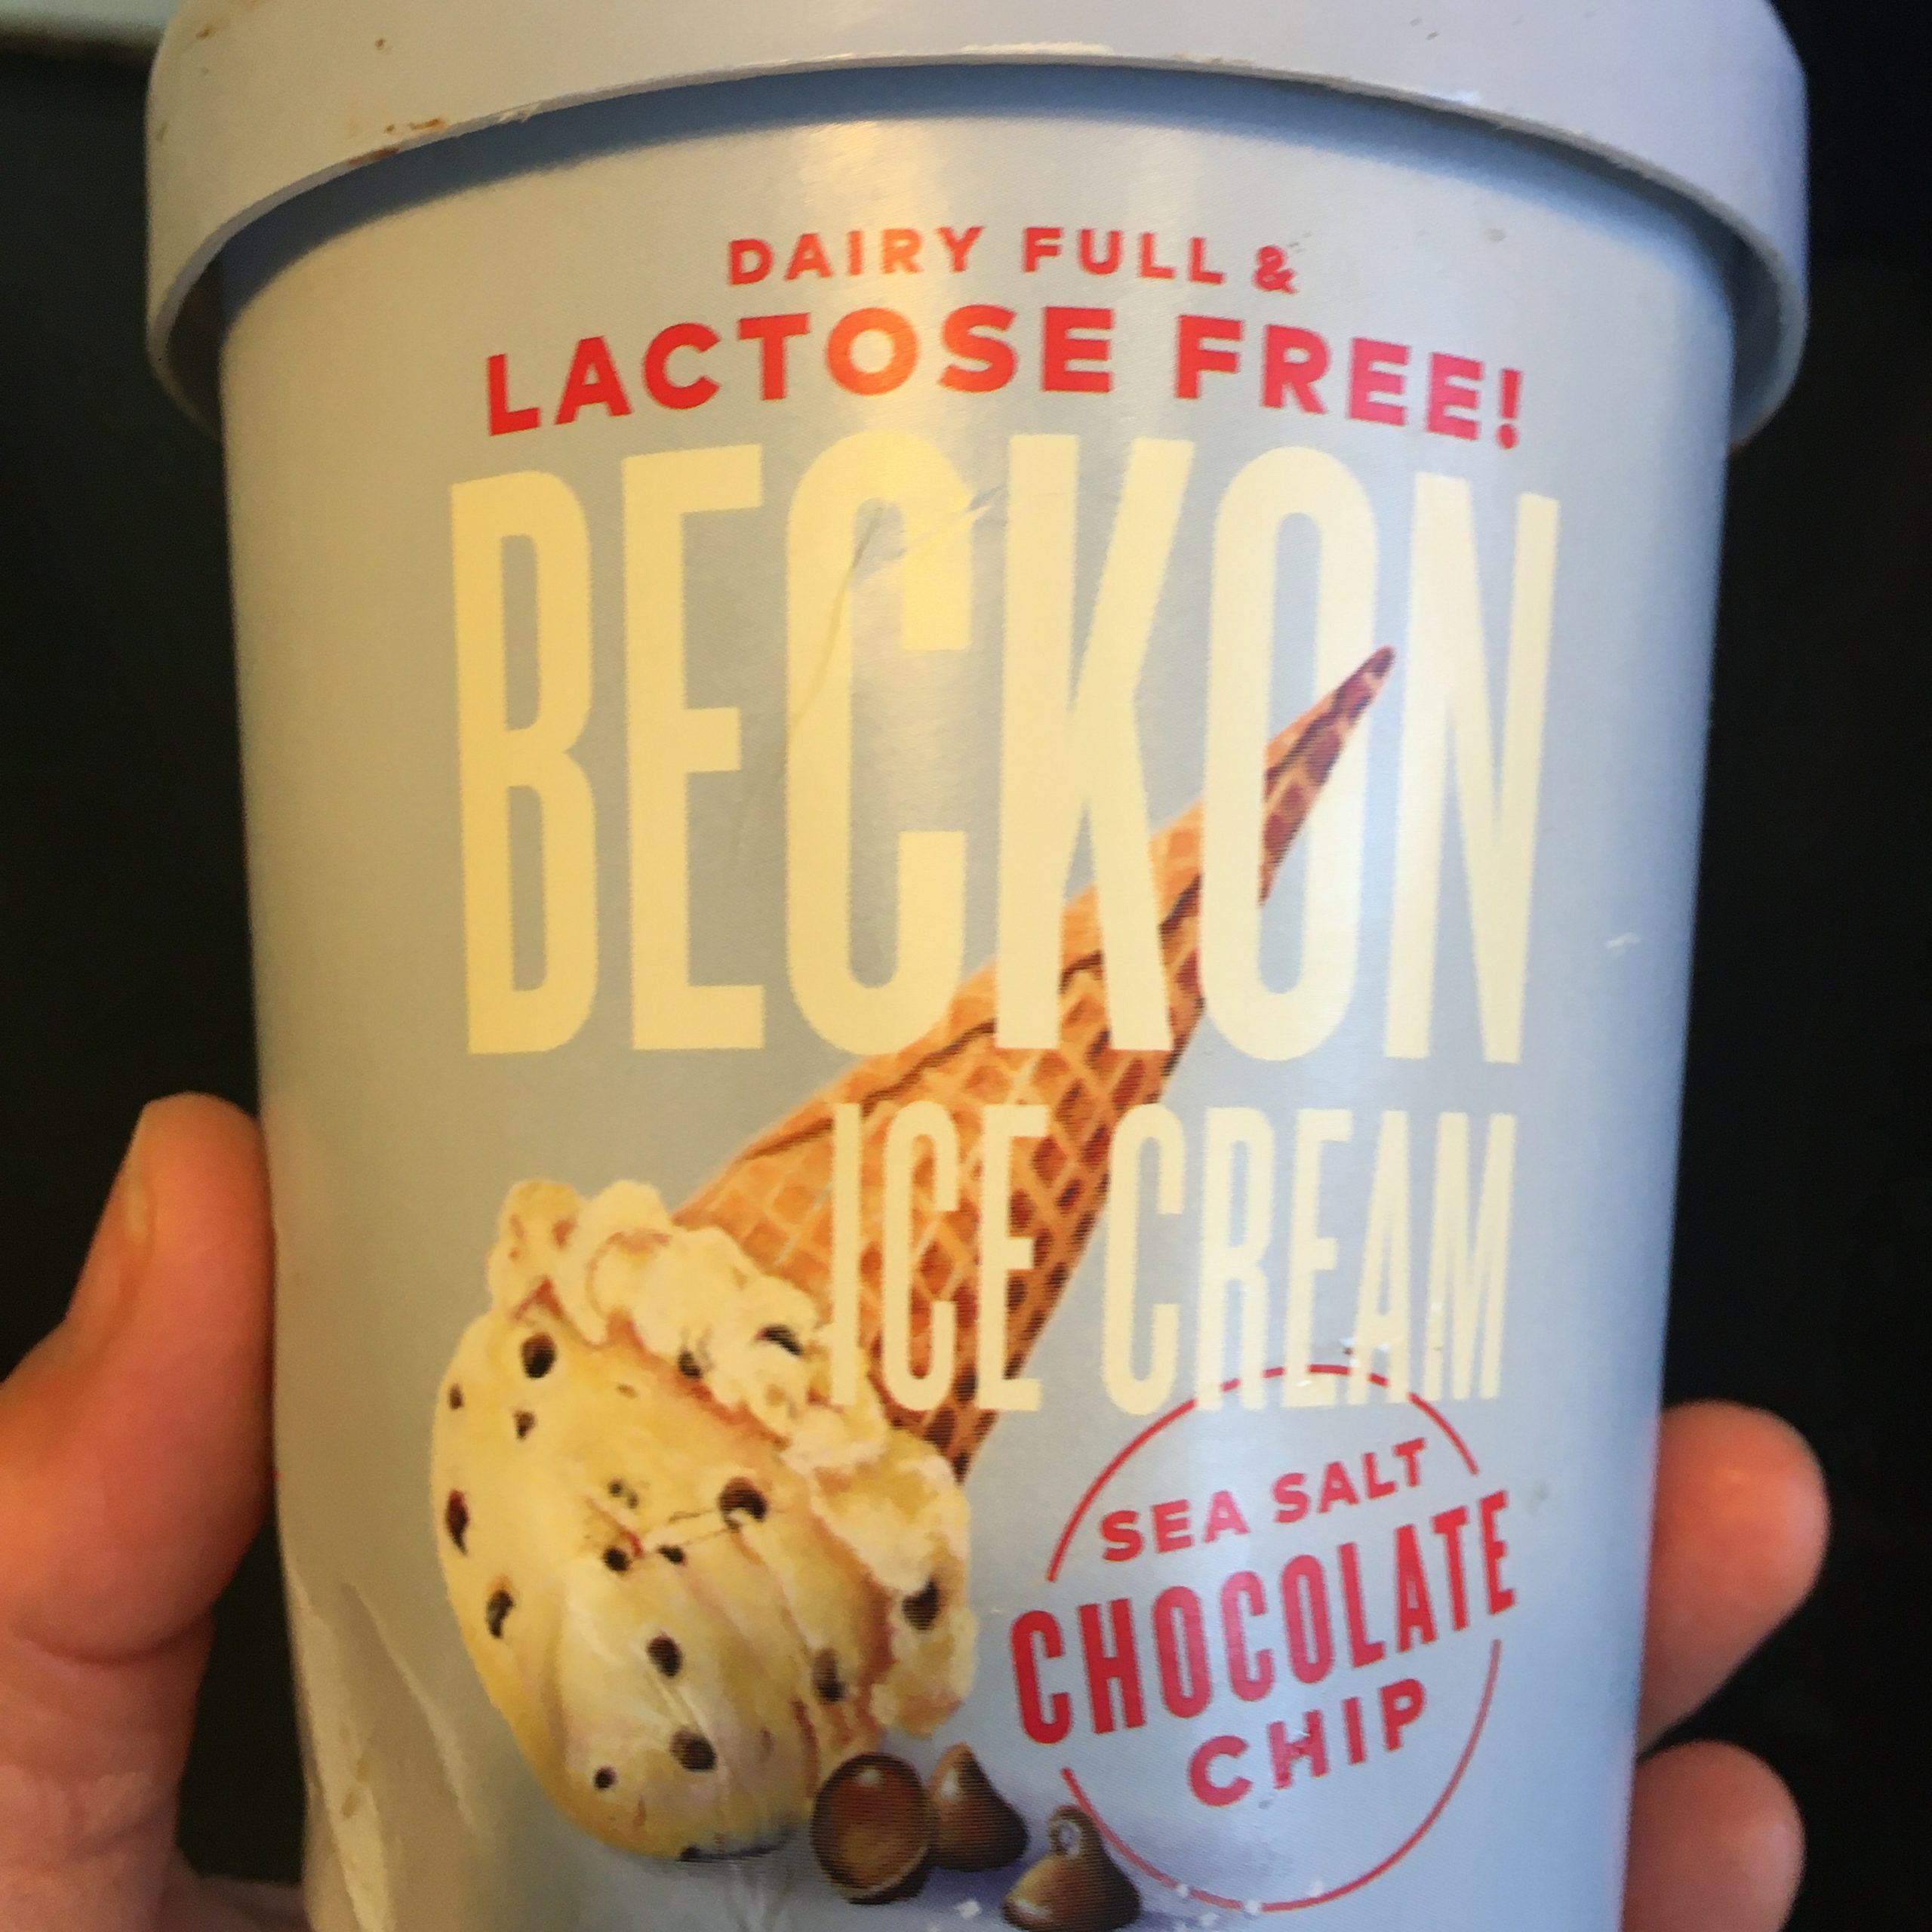 DAIRY FULL &
LACTOSE FREE!
BECKON
ICE CREAM
SEA SALT
CHOCOLATE
CHIP